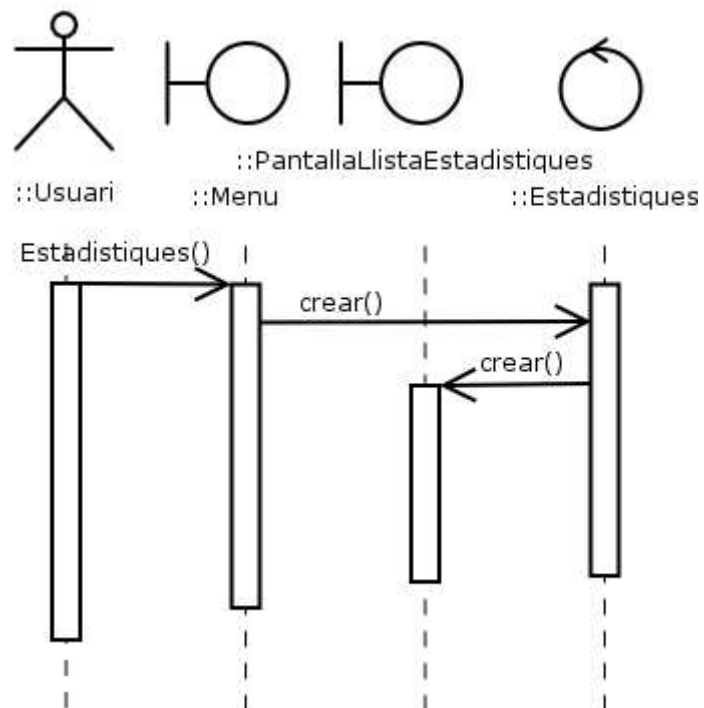 ::PantallaLlistaEstadistiques
::Usuari
::Menu
::Estadistiques
Estadistiques()
crear()
crear()